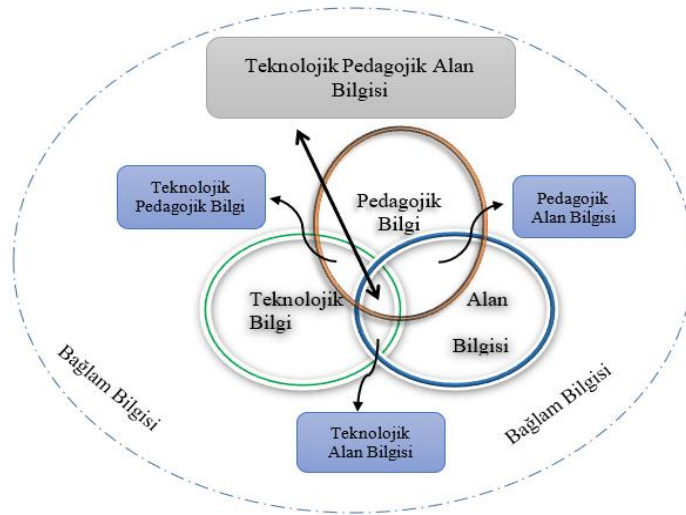 Teknolojik Pedagojik Alan
Bilgisi
Teknolojik
Pedagojik Bilgi
Pedagojik
Bilgi
Pedagojik
Alan Bilgisi
Teknolojik
Bilgi
Alan
Bilgisi
Bağlam Bilgisi
Bağlam Bilgisi
Teknolojik
Alan Bilgisi